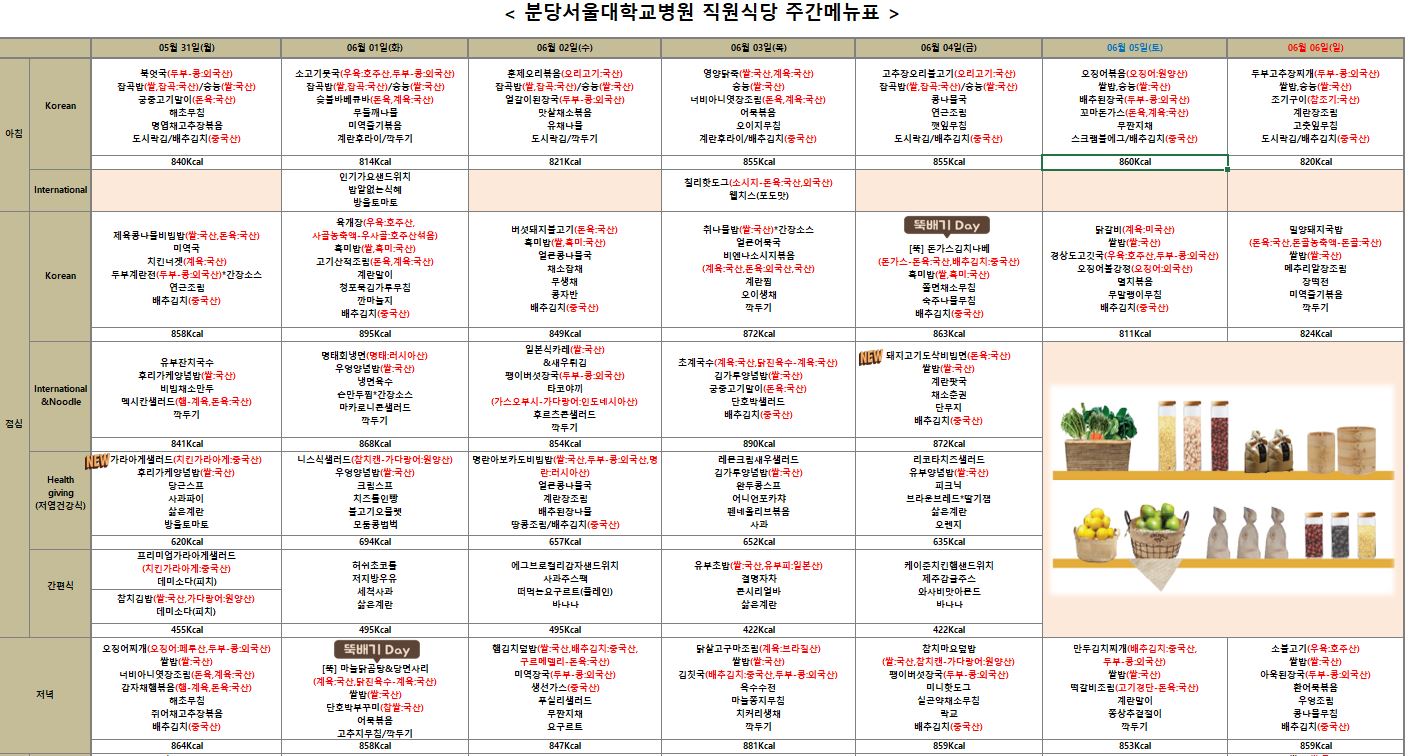 < 분당서울대학교병원 직원식당 주간메뉴표 >
05월 31일(월)
06월 01일(화)
06월 02일(수)
06월 03일(목)
06월 04일(금)
06월 05일(토)
06월 06일(일)
아침
Korean
북엇국(두부-콩:외국산)
잡곡밥(쌀,잡곡:국산)/숭늉(쌀:국산)
궁중고기말이(돈육:국산)
해초무침
명엽채고추장볶음
도시락김/배추김치(중국산)
소고기뭇국(우육:호주산,두부-콩:외국산)
잡곡밥(쌀,잡곡:국산)/숭늉(쌀:국산)
숯불바베큐바(돈육,계육:국산)
무들깨나물
미역줄기볶음
계란후라이/깍두기
훈제오리볶음(오리고기:국산)
잡곡밥(쌀,잡곡:국산)/숭늉(쌀:국산)
얼갈이된장국(두부-콩:외국산)
맛살채소볶음
유채나물
도시락김/깍두기
영양닭죽(쌀:국산,계육:국산)
숭늉(쌀:국산)
너비아니엿장조림(돈육,계육:국산)
어묵볶음
오이지무침
계란후라이/배추김치(중국산)
고추장오리불고기(오리고기:국산)
잡곡밥(쌀,잡곡:국산)/숭늉(쌀:국산)
콩나물국
연근조림
깻잎무침
도시락김/배추김치(중국산)
오징어볶음(오징어:원양산)
쌀밥,숭늉(쌀:국산)
배추된장국(두부-콩:외국산)
꼬마돈가스(돈육,계육:국산)
무짠지채
스크램블에그/배추김치(중국산)
두부고추장찌개(두부-콩:외국산)
쌀밥,숭늉(쌀:국산)
조기구이(참조기:국산)
계란장조림
고춧잎무침
도시락김/배추김치(중국산)
840Kcal
814Kcal
821Kcal
855Kcal
855Kcal
860Kcal
820Kcal
International
인기가요샌드위치
밥알없는식혜
방울토마토
칠리핫도그(소시지-돈육:국산,외국산)
웰치스(포도맛)
점심
Korean
제육콩나물비빔밥(쌀:국산,돈육:국산)
미역국
치킨너겟(계육:국산)
두부계란전(두부-콩:외국산)*간장소스
연근조림
배추김치(중국산)
육개장(우육:호주산,
사골농축액-우사골:호주산섞음)
흑미밥(쌀,흑미:국산)
고기산적조림(돈육,계육:국산)
계란말이
청포묵김가루무침
깐마늘지
배추김치(중국산)
버섯돼지불고기(돈육:국산)
흑미밥(쌀,흑미:국산)
얼큰콩나물국
채소잡채
무생채
콩자반
배추김치(중국산)
취나물밥(쌀:국산)*간장소스
얼큰어묵국
비엔나소시지볶음
(계육:국산,돈육:외국산,국산)
계란찜
오이생채
깍두기
뚝배기 Day
[뚝] 돈가스김치나베
(돈가스-돈육:국산,배추김치:중국산)
흑미밥(쌀,흑미:국산)
쫄면채소무침
숙주나물무침
배추김치(중국산)
닭갈비(계육:미국산)
쌀밥(쌀:국산)
경상도고깃국(우육:호주산,두부-콩:외국산)
오징어불강정(오징어:외국산)
멸치볶음
무말랭이무침
배추김치(중국산)
밀양돼지국밥
(돈육:국산,돈골농축액-돈골:국산)
쌀밥(쌀:국산)
메추리알장조림
장떡전
미역줄기볶음
깍두기
858Kcal
895Kcal
849Kcal
872Kcal
863Kcal
811Kcal
824Kcal
International
&Noodle
유부잔치국수
후리가케양념밥(쌀:국산)
비빔채소만두
멕시칸샐러드(햄-계육,돈육:국산)
깍두기
명태회냉면(명태:러시아산)
우엉양념밥(쌀:국산)
냉면육수
손만두찜*간장소스
마카로니콘샐러드
깍두기
일본식카레(쌀:국산)
&새우튀김
팽이버섯장국(두부-콩:외국산)
타코야끼
(가스오부시-가다랑어:인도네시아산)
후르츠콘샐러드
깍두기
초계국수(계육:국산,닭진육수-계육:국산)
김가루양념밥(쌀:국산)
궁중고기말이(돈육:국산)
단호박샐러드
배추김치(중국산)
NEW
돼지고기도삭비빔면(돈육:국산)
쌀밥(쌀:국산)
계란팟국
채소춘권
단무지
배추김치(중국산)
841Kcal
868Kcal
854Kcal
890Kcal
872Kcal
Health
giving
(저염건강식)
NEW
가라아게샐러드(치킨가라아게:중국산)
후리가케양념밥(쌀:국산)
당근스프
사과파이
삶은계란
방울토마토
니스식샐러드(참치캔-가다랑어:원양산)
우엉양념밥(쌀:국산)
크림스프
치즈롤인빵
불고기오믈렛
모둠콩범벅
명란아보카도비빔밥(쌀:국산,두부-콩:외국산,명
란:러시아산)
얼큰콩나물국
계란장조림
배추된장나물
땅콩조림/배추김치(중국산)
레몬크림새우샐러드
김가루양념밥(쌀:국산)
완두콩스프
어니언포카챠
펜네올리브볶음
사과
리코타치즈샐러드
유부양념밥(쌀:국산)
피크닉
브라운브레드*딸기잼
삶은계란
오렌지
620Kcal
694Kcal
657Kcal
652Kcal
635Kcal
간편식
프리미엄가라아게샐러드
(치킨가라아게:중국산)
데미소다(피치)
참치김밥(쌀:국산,가다랑어:원양산)
데미소다(피치)
허쉬초코롤
저지방우유
세척사과
삶은계란
에그브로컬리감자샌드위치
사과주스팩
떠먹는요구르트(플레인)
바나나
유부초밥(쌀:국산,유부피:일본산)
결명자차
콘시리얼바
삶은계란
케이준치킨햄샌드위치
제주감귤주스
와사비맛아몬드
바나나
455Kcal
495Kcal
495Kcal
422Kcal
422Kcal
저녁
오징어찌개(오징어:페루산,두부-콩:외국산)
쌀밥(쌀:국산)
너비아니엿장조림(돈육,계육:국산)
감자채햄볶음(햄-계육,돈육:국산)
해초무침
쥐어채고추장볶음
배추김치(중국산)
뚝배기 Day
[뚝] 마늘닭곰탕&당면사리
(계육:국산,닭진육수-계육:국산)
쌀밥(쌀:국산)
단호박부꾸미(찹쌀:국산)
어묵볶음
고추지무침/깍두기
햄김치덮밥(쌀:국산,배추김치:중국산,
구르메델리-돈육:국산)
미역장국(두부-콩:외국산)
생선가스(중국산)
푸실리샐러드
무짠지채
요구르트
닭살고구마조림(계육:브라질산)
쌀밥(쌀:국산)
김칫국(배추김치:중국산,두부-콩:외국산)
옥수수전
마늘쫑지무침
치커리생채
깍두기
참치마요덮밥
(쌀:국산,참치캔-가다랑어:원양산)
팽이버섯장국(두부-콩:외국산)
미니핫도그
실곤약채소무침
락교
배추김치(중국산)
만두김치찌개(배추김치:중국산,
두부-콩:외국산)
쌀밥(쌀:국산)
떡갈비조림(고기경단-돈육:국산)
계란말이
쫑상추겉절이
깍두기
소불고기(우육:호주산)
쌀밥(쌀:국산)
아욱된장국(두부-콩:외국산)
환어묵볶음
우엉조림
콩나물무침
배추김치(중국산)
864Kcal
858Kcal
847Kcal
881Kcal
859Kcal
853Kcal
859Kcal